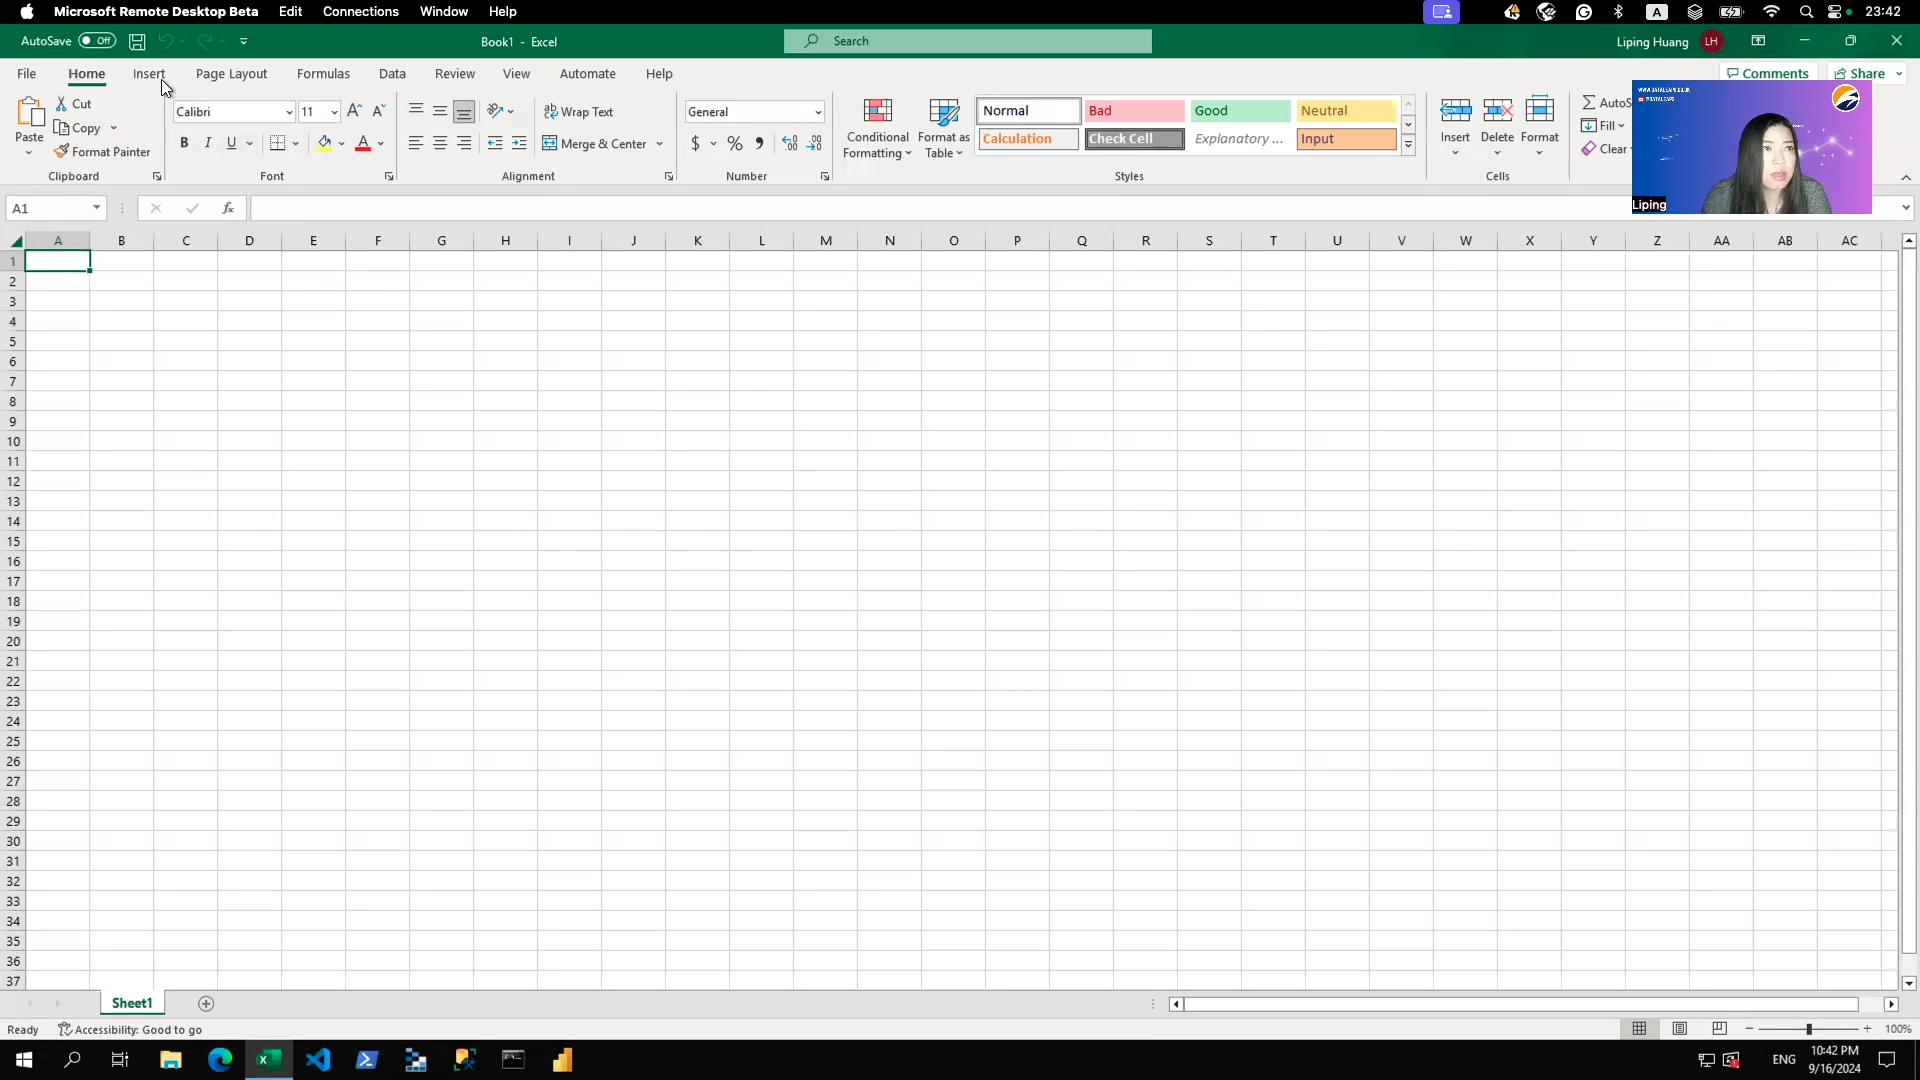 Microsoft Remote Desktop Beta Edit Connections Window Help
A 23:42
AutoSave Off Book1 - Excel Search Liping Huang LH
File Home Insert Page Layout Formulas Data Review View Automate Help Comments Share
Paste
Cut
Copy
Format Painter
Clipboard
Calibri 11
B I U
Font
Wrap Text
Merge & Center
Alignment
General
$ % 9
Number
Conditional Formatting
Format as Table
Normal Bad Good Neutral
Calculation Check Cell Explanatory ... Input
Styles
Insert Delete Format
Cells
AutoS
Fill
Clear
WWW.DATALEAPS.CO.UK
Liping
A1 fx
A B C D E F G H I J K L M N O P Q R S T U V W X Y Z AA AB AC
1
2
3
4
5
6
7
8
9
10
11
12
13
14
15
16
17
18
19
20
21
22
23
24
25
26
27
28
29
30
31
32
33
34
35
36
37
Sheet1
Ready Accessibility: Good to go 100%
ENG 10:42 PM
9/16/2024